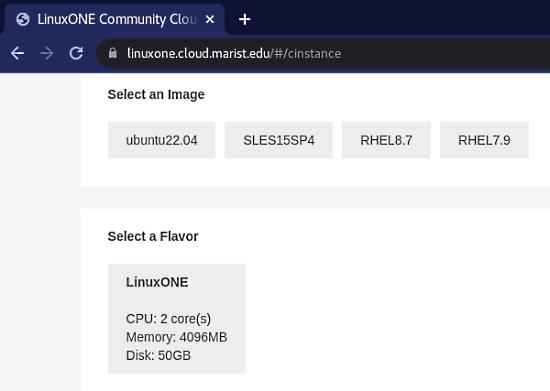 LinuxONE Community Clou
linuxone.cloud.marist.edu/#/cinstance
Select an Image
ubuntu22.04 SLES15SP4 RHEL8.7 RHEL7.9
Select a Flavor
LinuxONE
CPU: 2 core(s)
Memory: 4096MB
Disk: 50GB